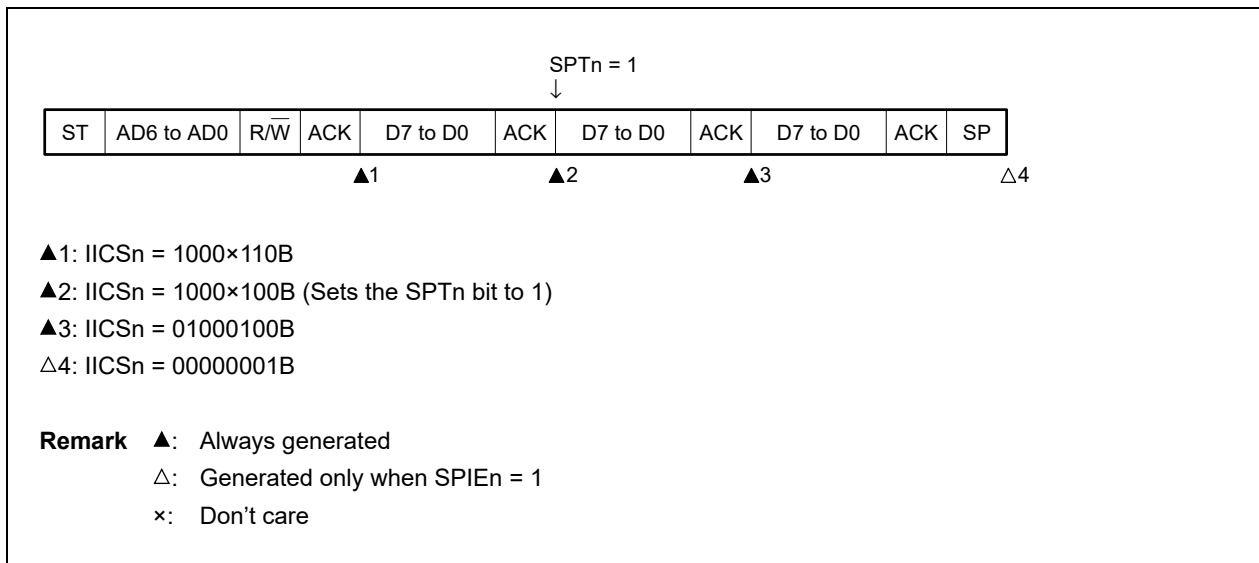 SPTn = 1
↓
ST AD6 to AD0 R/W̅ ACK D7 to D0 ACK D7 to D0 ACK D7 to D0 ACK SP
▲1 ▲2 ▲3 △4
▲1: IICSn = 1000×110B
▲2: IICSn = 1000×100B (Sets the SPTn bit to 1)
▲3: IICSn = 01000100B
△4: IICSn = 00000001B
Remark ▲: Always generated
△: Generated only when SPIEn = 1
×: Don't care